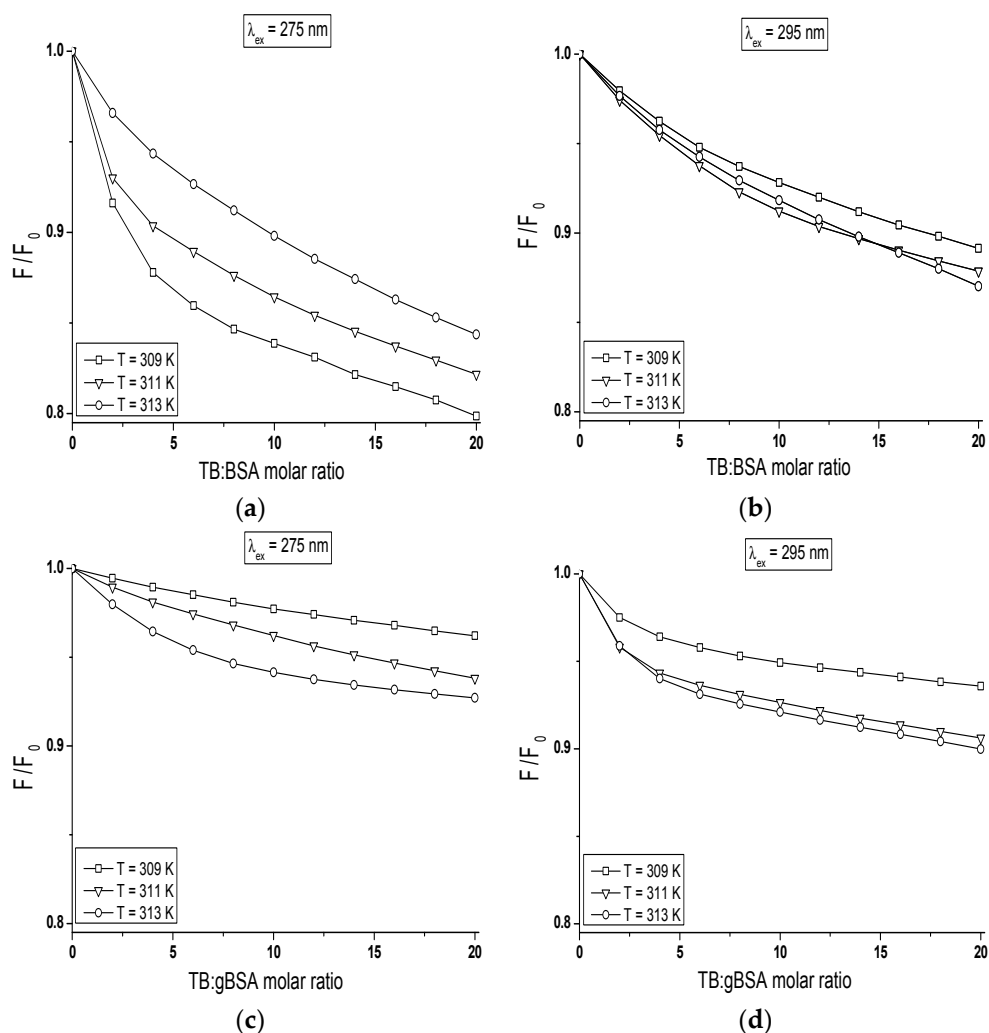 λex = 275 nm
1.0
0.9
0.8
F/F0
T = 309 K
T = 311 K
T = 313 K
0 5 10 15 20
TB:BSA molar ratio
(a)
λex = 295 nm
1.0
0.9
0.8
F/F0
T = 309 K
T = 311 K
T = 313 K
0 5 10 15 20
TB:BSA molar ratio
(b)
λex = 275 nm
1.0
0.9
0.8
F/F0
T = 309 K
T = 311 K
T = 313 K
0 5 10 15 20
TB:gBSA molar ratio
(c)
λex = 295 nm
1.0
0.9
0.8
F/F0
T = 309 K
T = 311 K
T = 313 K
0 5 10 15 20
TB:gBSA molar ratio
(d)